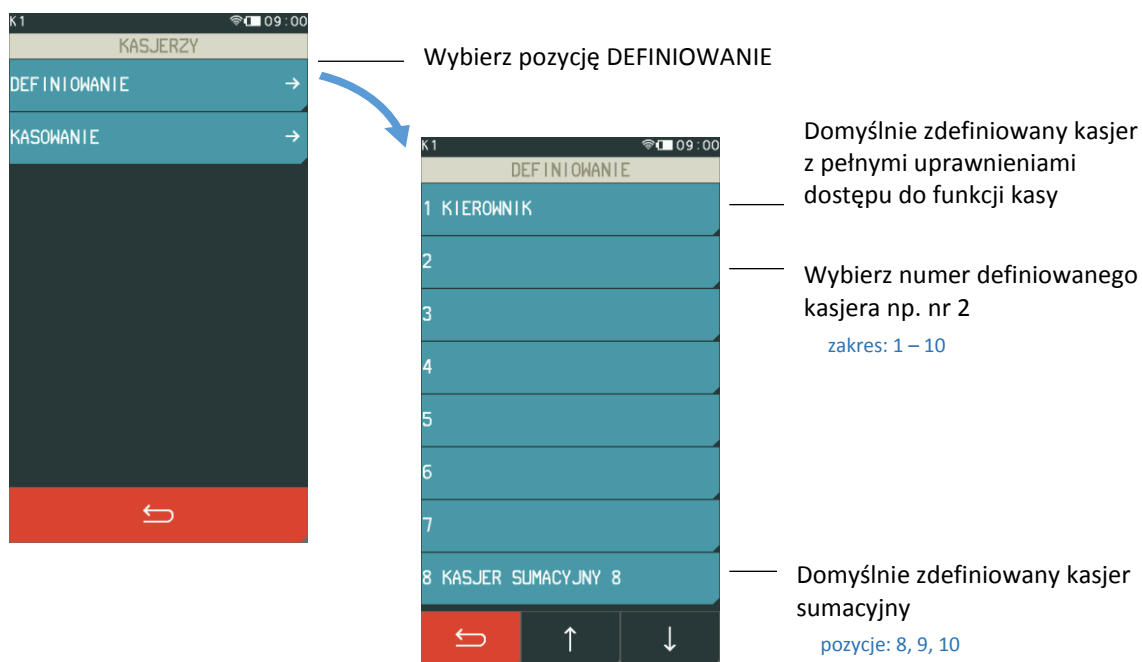 K1 09:00
KASJERZY
DEFINIOWANIE →
KASOWANIE →
Wybierz pozycję DEFINIOWANIE
K1 09:00
DEFINIOWANIE
1 KIEROWNIK
2
3
4
5
6
7
8 KASJER SUMACYJNY 8
↑ ↓
Domyślnie zdefiniowany kasjer
z pełnymi uprawnieniami
dostępu do funkcji kasy
Wybierz numer definiowanego
kasjera np. nr 2
zakres: 1 – 10
Domyślnie zdefiniowany kasjer
sumacyjny
pozycje: 8, 9, 10